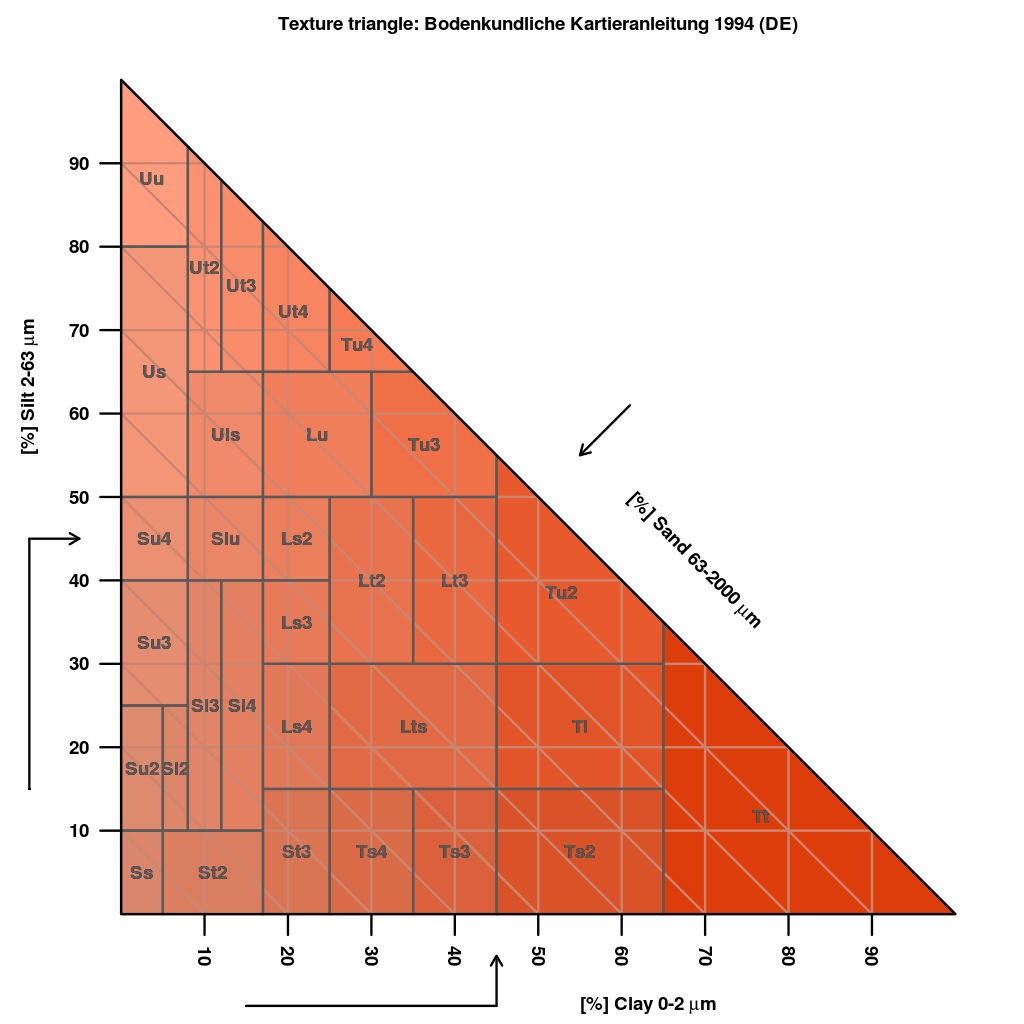 Texture triangle: Bodenkundliche Kartieranleitung 1994 (DE)
90
Uu
80
Ut2
Ut3
Ut4
70
Tu4
Us
[%] Silt 2-63 μm
60
Uls
Lu
Tu3
50
[%] Sand 63-2000 μm
Su4
Slu
Ls2
40
Lt2
Lt3
Tu2
Ls3
Su3
30
Sl3
Sl4
Ls4
Lts
Tl
20
Su2
Sl2
Tt
10
St3
Ts4
Ts3
Ts2
Ss
St2
10
20
30
40
50
60
70
80
90
[%] Clay 0-2 μm